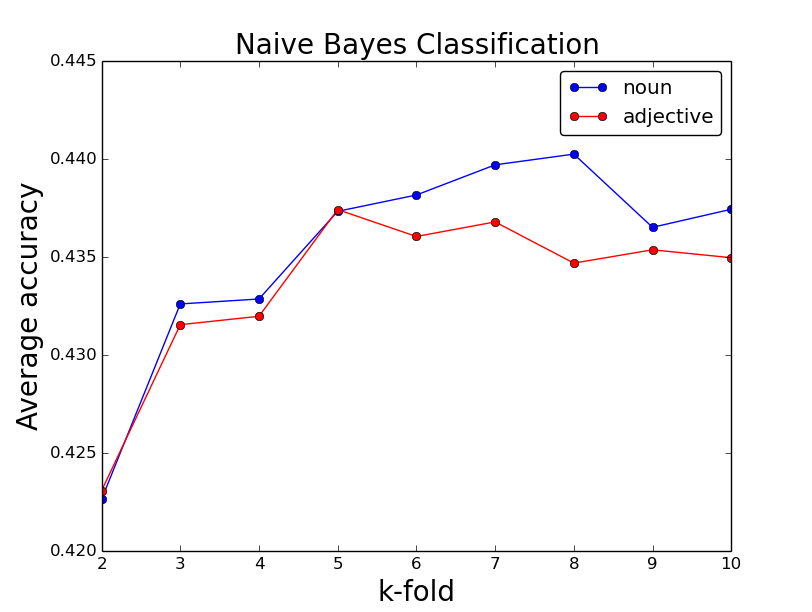 Naive Bayes Classification
0.445
0.440
0.435
0.430
0.425
0.420
Average accuracy
noun
adjective
2 3 4 5 6 7 8 9 10
k-fold